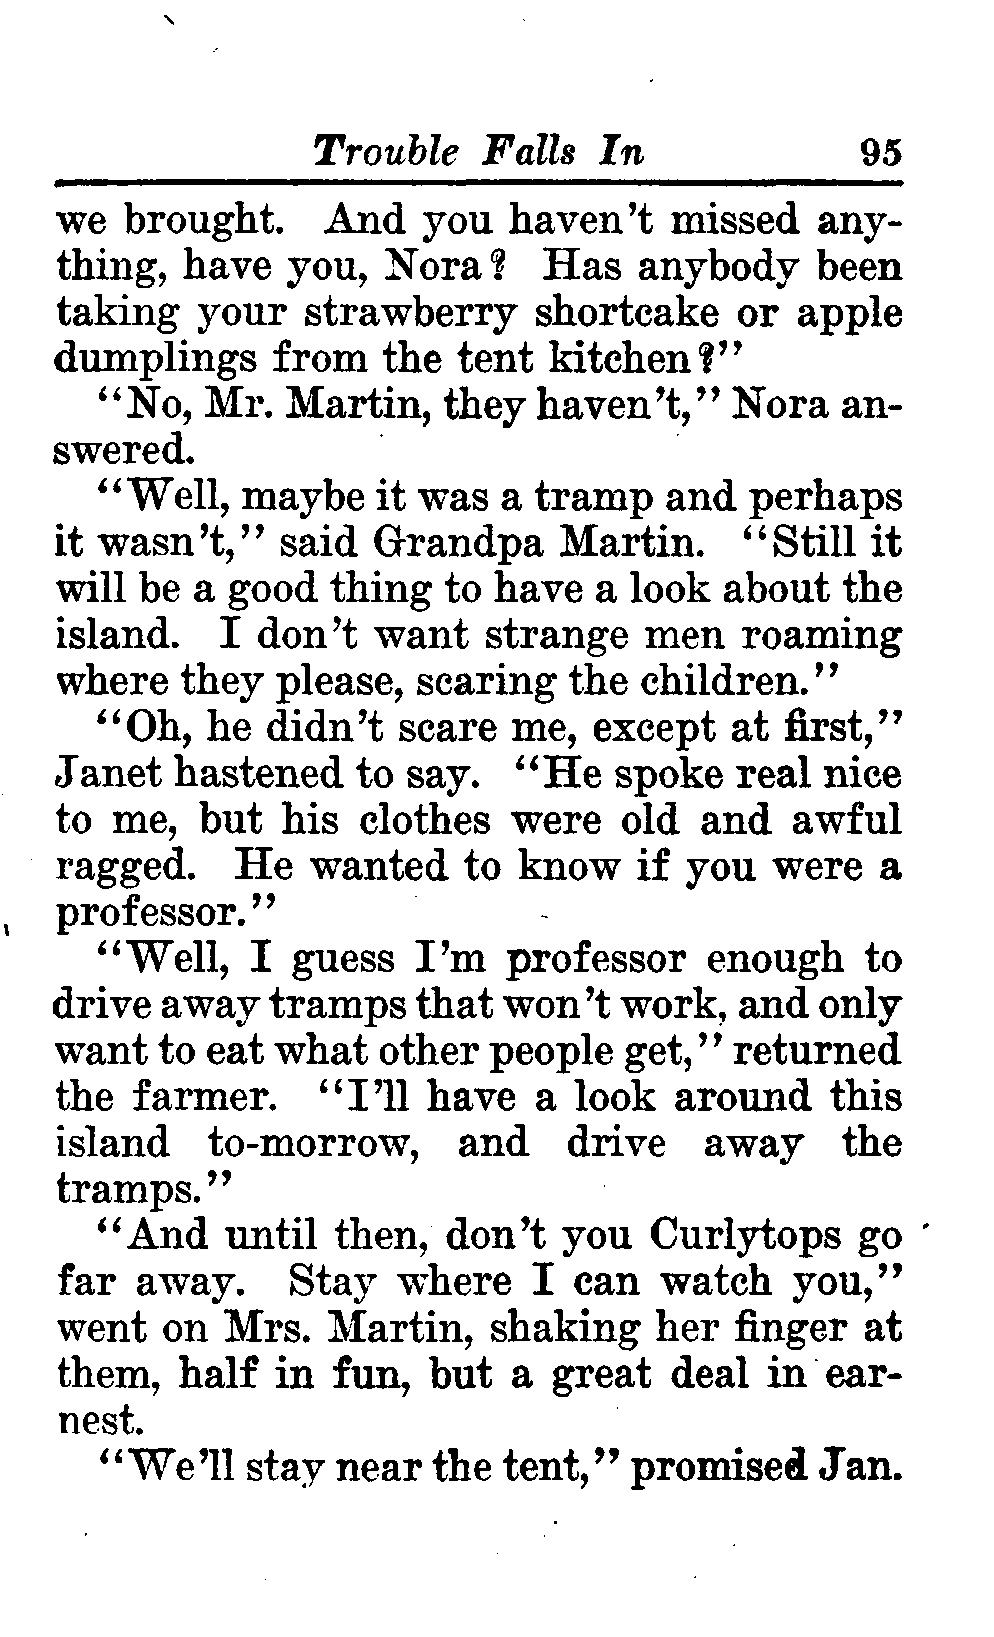 Trouble Falls In 95
we brought. And you haven't missed any-
thing, have you, Nora? Has anybody been
taking your strawberry shortcake or apple
dumplings from the tent kitchen?"
"No, Mr. Martin, they haven't," Nora an-
swered.
"Well, maybe it was a tramp and perhaps
it wasn't," said Grandpa Martin. "Still it
will be a good thing to have a look about the
island. I don't want strange men roaming
where they please, scaring the children."
"Oh, he didn't scare me, except at first,"
Janet hastened to say. "He spoke real nice
to me, but his clothes were old and awful
ragged. He wanted to know if you were a
professor."
"Well, I guess I'm professor enough to
drive away tramps that won't work, and only
want to eat what other people get," returned
the farmer. "I'll have a look around this
island to-morrow, and drive away the
tramps."
"And until then, don't you Curlytops go
far away. Stay where I can watch you,"
went on Mrs. Martin, shaking her finger at
them, half in fun, but a great deal in ear-
nest.
"We'll stay near the tent," promised Jan.